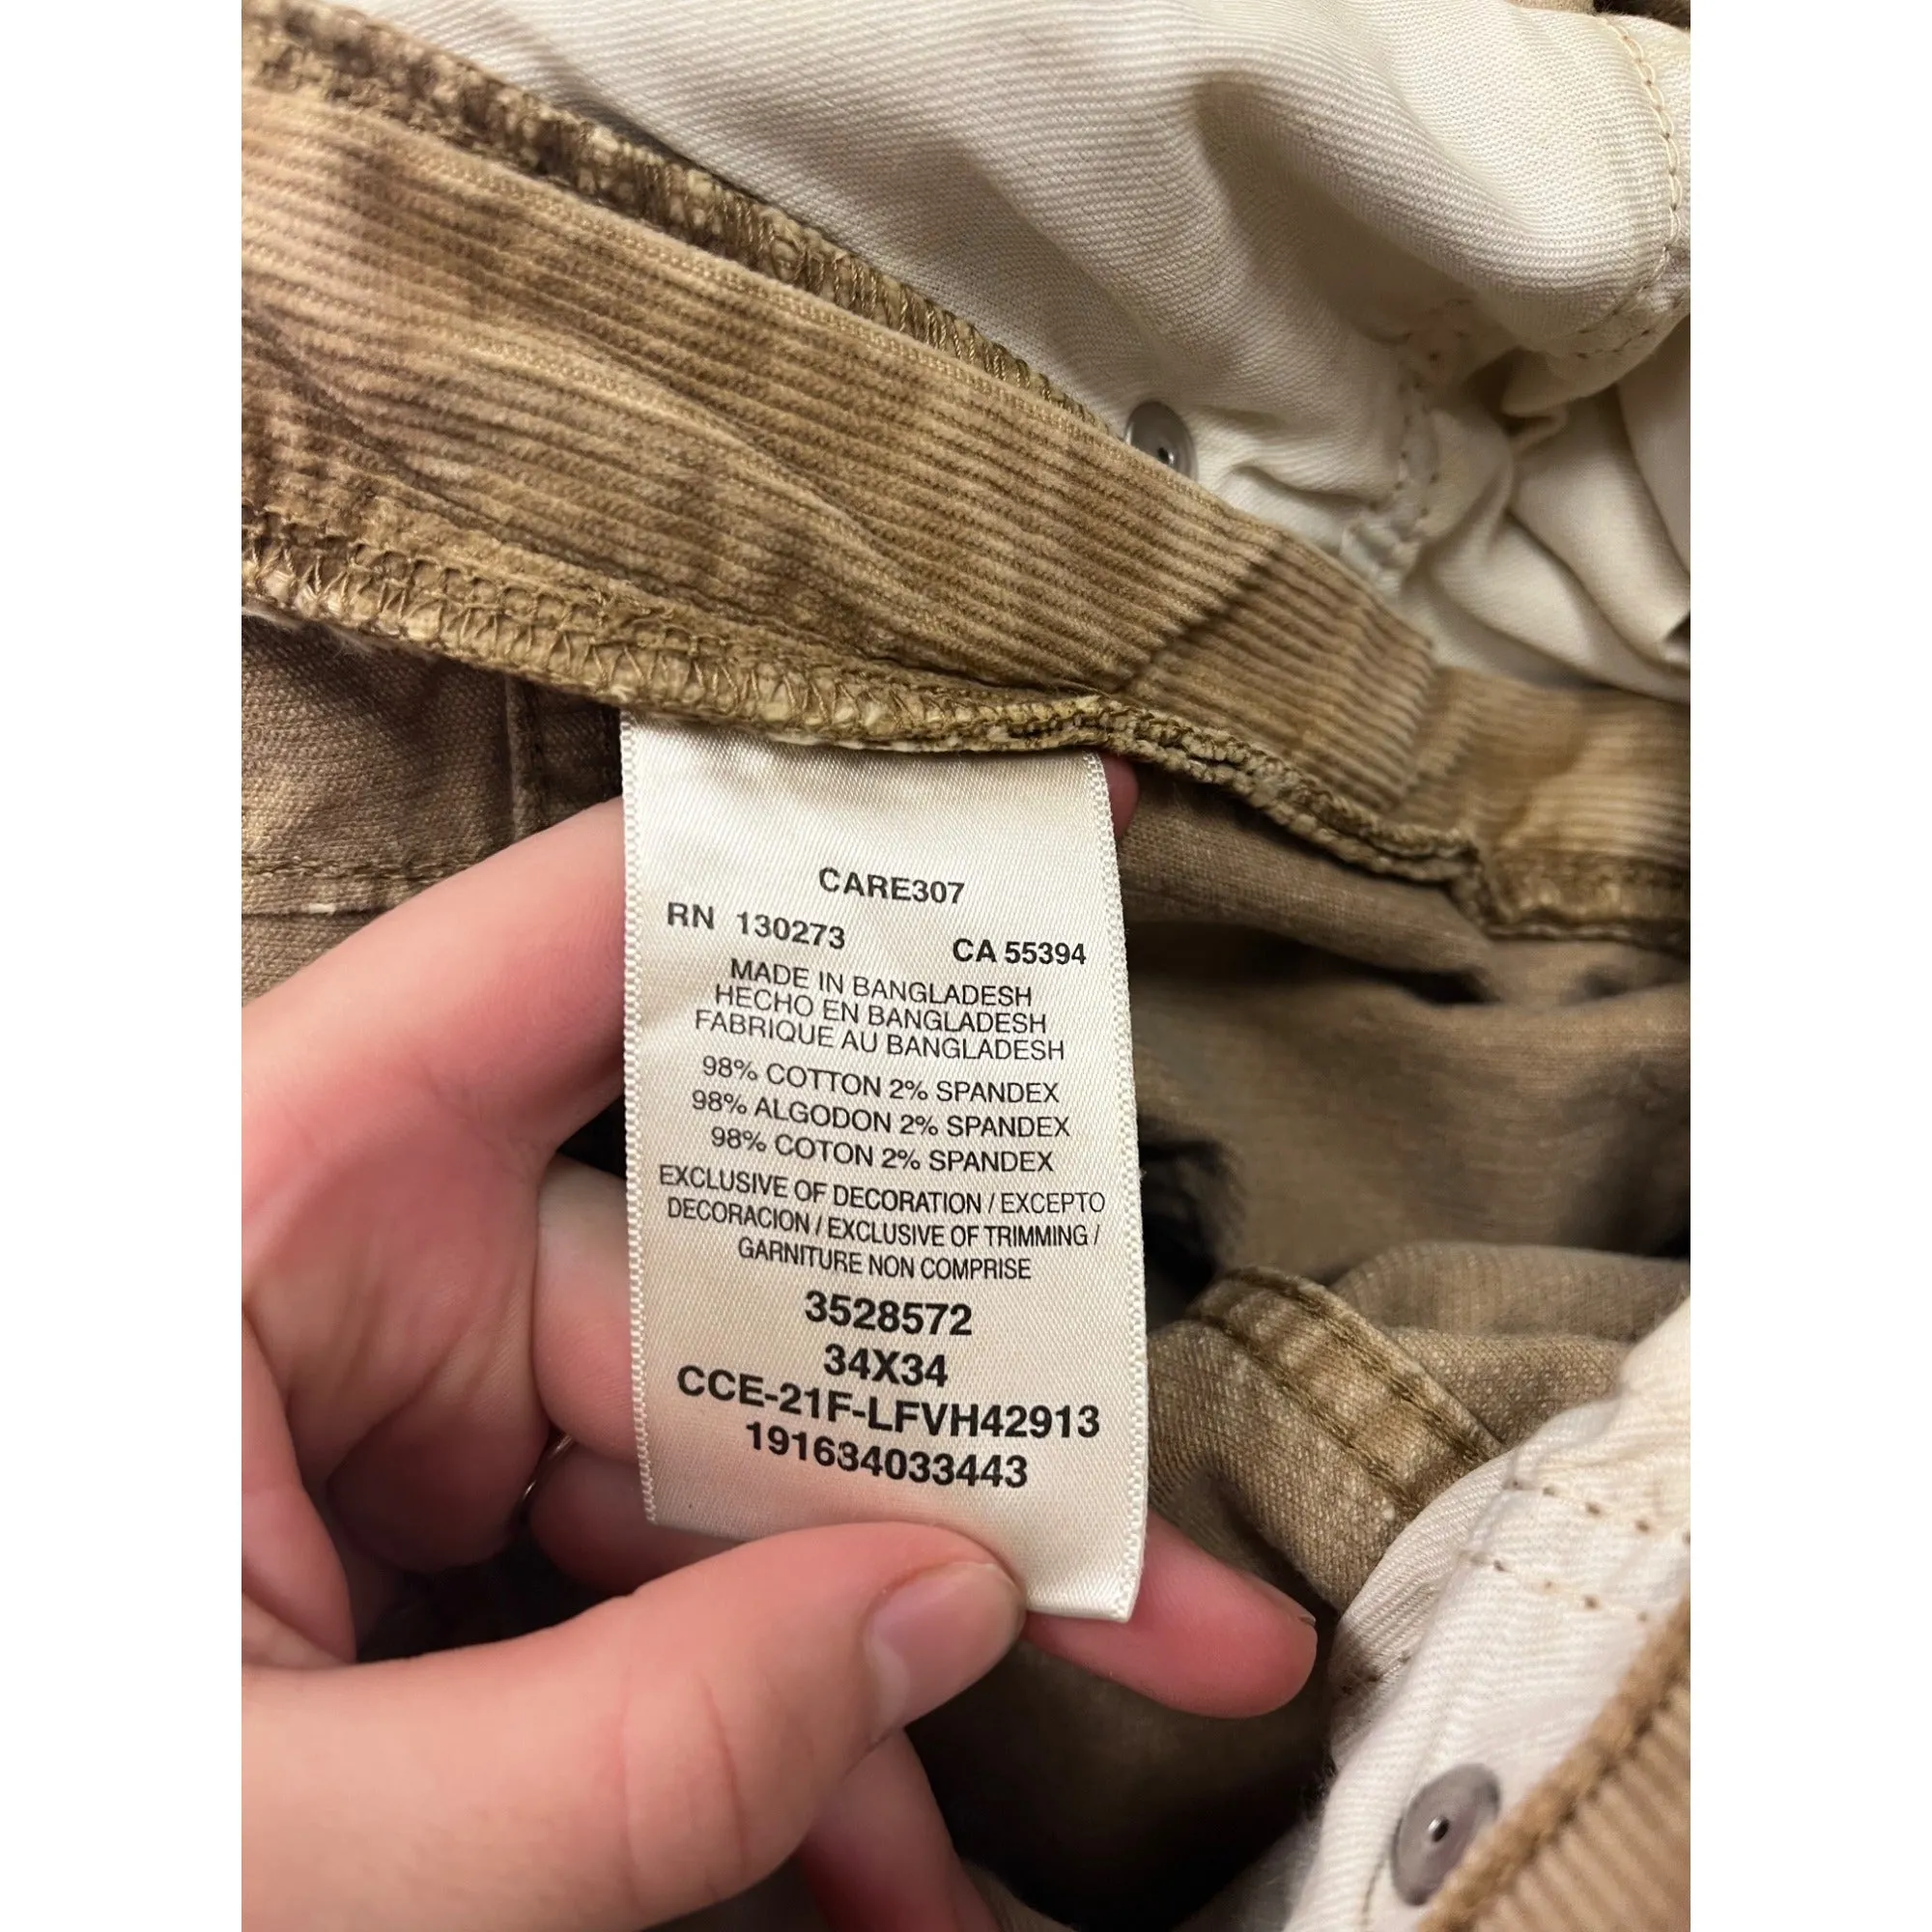 CARE307
RN 130273 CA 55394
MADE IN BANGLADESH
HECHO EN BANGLADESH
FABRIQUE AU BANGLADESH
98% COTTON 2% SPANDEX
98% ALGODON 2% SPANDEX
98% COTON 2% SPANDEX
EXCLUSIVE OF DECORATION / EXCEPTO
DECORACION / EXCLUSIVE OF TRIMMING /
GARNITURE NON COMPRISE
3528572
34X34
CCE-21F-LFVH42913
191634033443